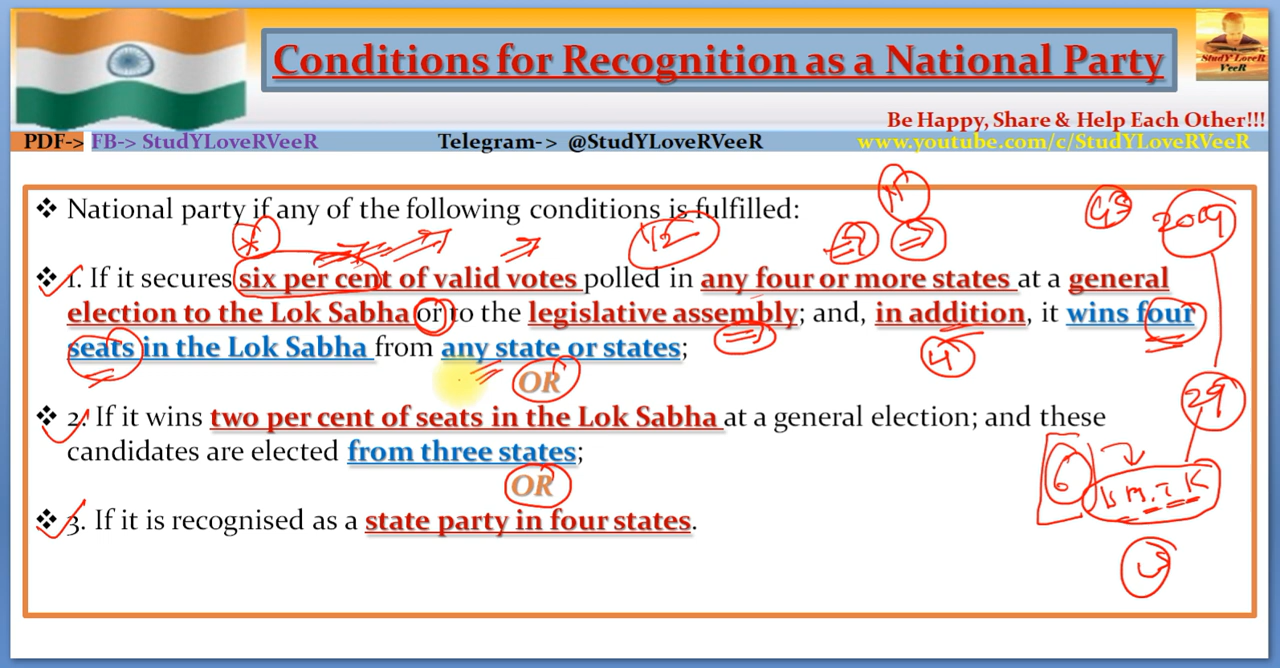 Conditions for Recognition as a National Party
StudY LoveR
VeeR
Be Happy, Share & Help Each Other!!!
PDF-> FB-> StudYLoveRVeeR Telegram-> @StudYLoveRVeeR www.youtube.com/c/StudYLoveRVeeR
❖ National party if any of the following conditions is fulfilled:
❖ 1. If it secures six per cent of valid votes polled in any four or more states at a general
election to the Lok Sabha or to the legislative assembly; and, in addition, it wins four
seats in the Lok Sabha from any state or states;
OR
❖ 2. If it wins two per cent of seats in the Lok Sabha at a general election; and these
candidates are elected from three states;
OR
❖ 3. If it is recognised as a state party in four states.
12
4
2009
29
6